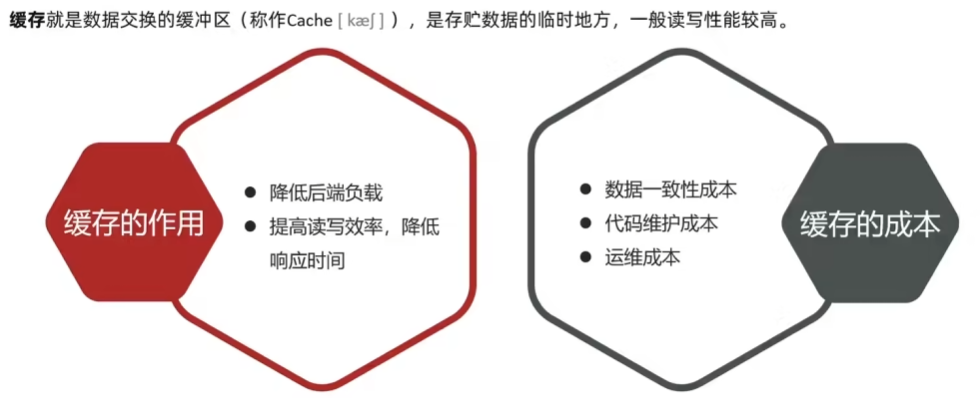 缓存就是数据交换的缓冲区（称作Cache [ kæʃ ] ），是存贮数据的临时地方，一般读写性能较高。
缓存的作用
● 降低后端负载
● 提高读写效率，降低
响应时间
● 数据一致性成本
● 代码维护成本
● 运维成本
缓存的成本